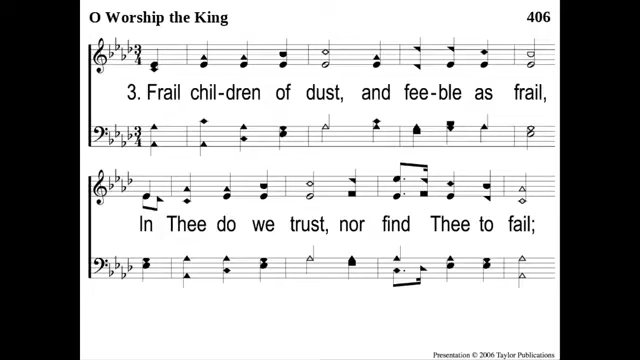 O Worship the King 406
3. Frail chil-dren of dust, and fee-ble as frail,
In Thee do we trust, nor find Thee to fail;
Presentation © 2006 Taylor Publications